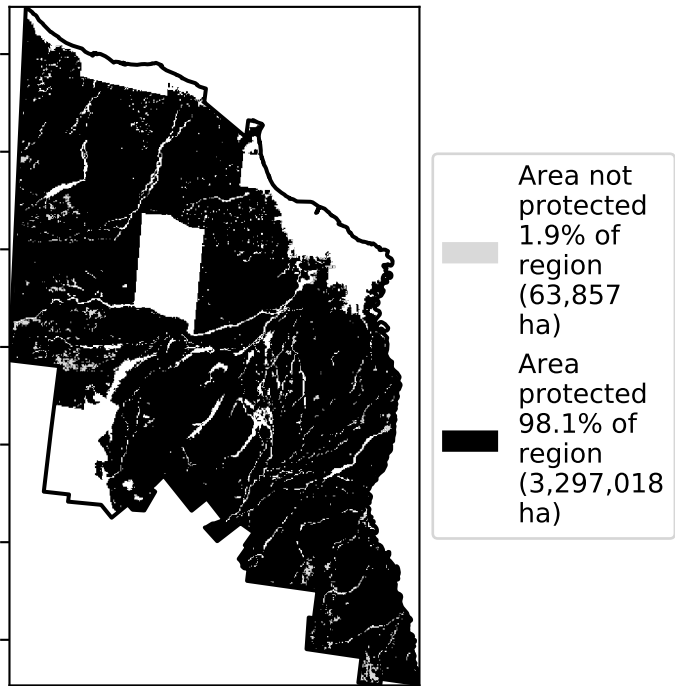 Area not
protected
1.9% of
region
(63,857
ha)
Area
protected
98.1% of
region
(3,297,018
ha)